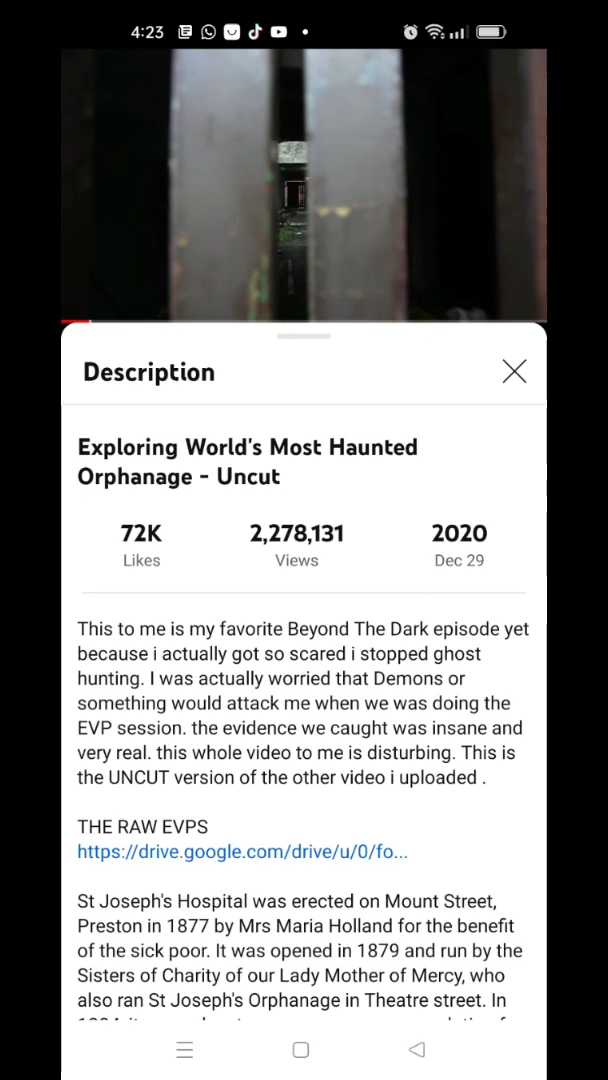 4:23
Description
Exploring World's Most Haunted
Orphanage - Uncut
72K 2,278,131 2020
Likes Views Dec 29
This to me is my favorite Beyond The Dark episode yet
because i actually got so scared i stopped ghost
hunting. I was actually worried that Demons or
something would attack me when we was doing the
EVP session. the evidence we caught was insane and
very real. this whole video to me is disturbing. This is
the UNCUT version of the other video i uploaded .
THE RAW EVPS
https://drive.google.com/drive/u/0/fo...
St Joseph's Hospital was erected on Mount Street,
Preston in 1877 by Mrs Maria Holland for the benefit
of the sick poor. It was opened in 1879 and run by the
Sisters of Charity of our Lady Mother of Mercy, who
also ran St Joseph's Orphanage in Theatre street. In